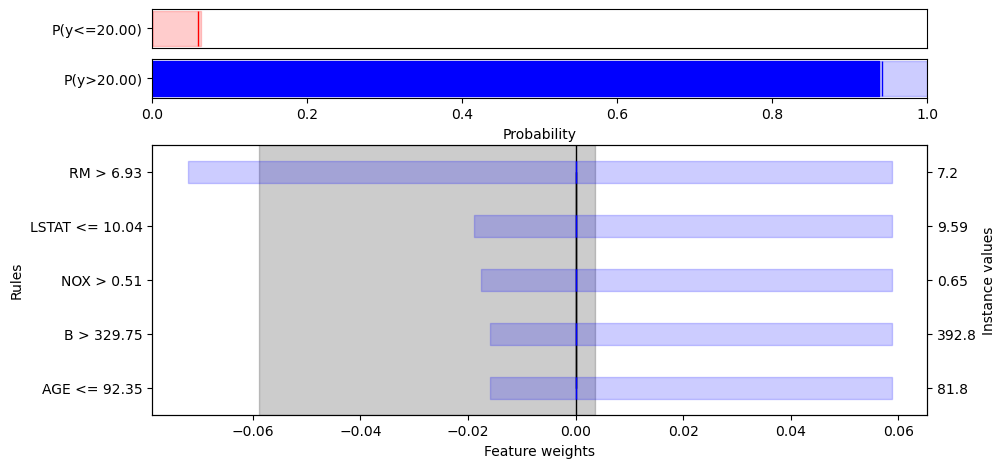 P(y<=20.00)
P(y>20.00)
0.0 0.2 0.4 0.6 0.8 1.0
Probability
RM > 6.93 7.2
LSTAT <= 10.04 9.59
NOX > 0.51 0.65
B > 329.75 392.8
AGE <= 92.35 81.8
Rules
Instance values
−0.06 −0.04 −0.02 0.00 0.02 0.04 0.06
Feature weights